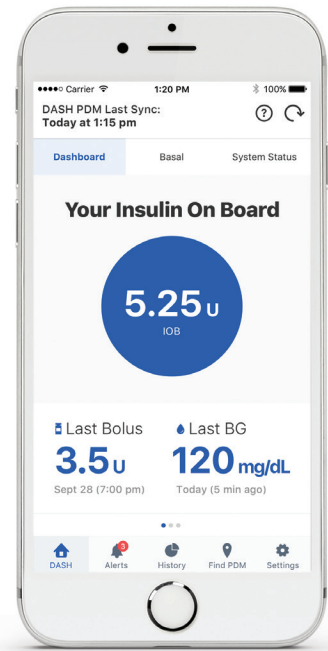 Carrier 1:20 PM 100%
DASH PDM Last Sync:
Today at 1:15 pm
?
Dashboard Basal System Status
Your Insulin On Board
5.25 U
IOB
Last Bolus Last BG
3.5 U 120 mg/dL
Sept 28 (7:00 pm) Today (5 min ago)
3
DASH Alerts History Find PDM Settings